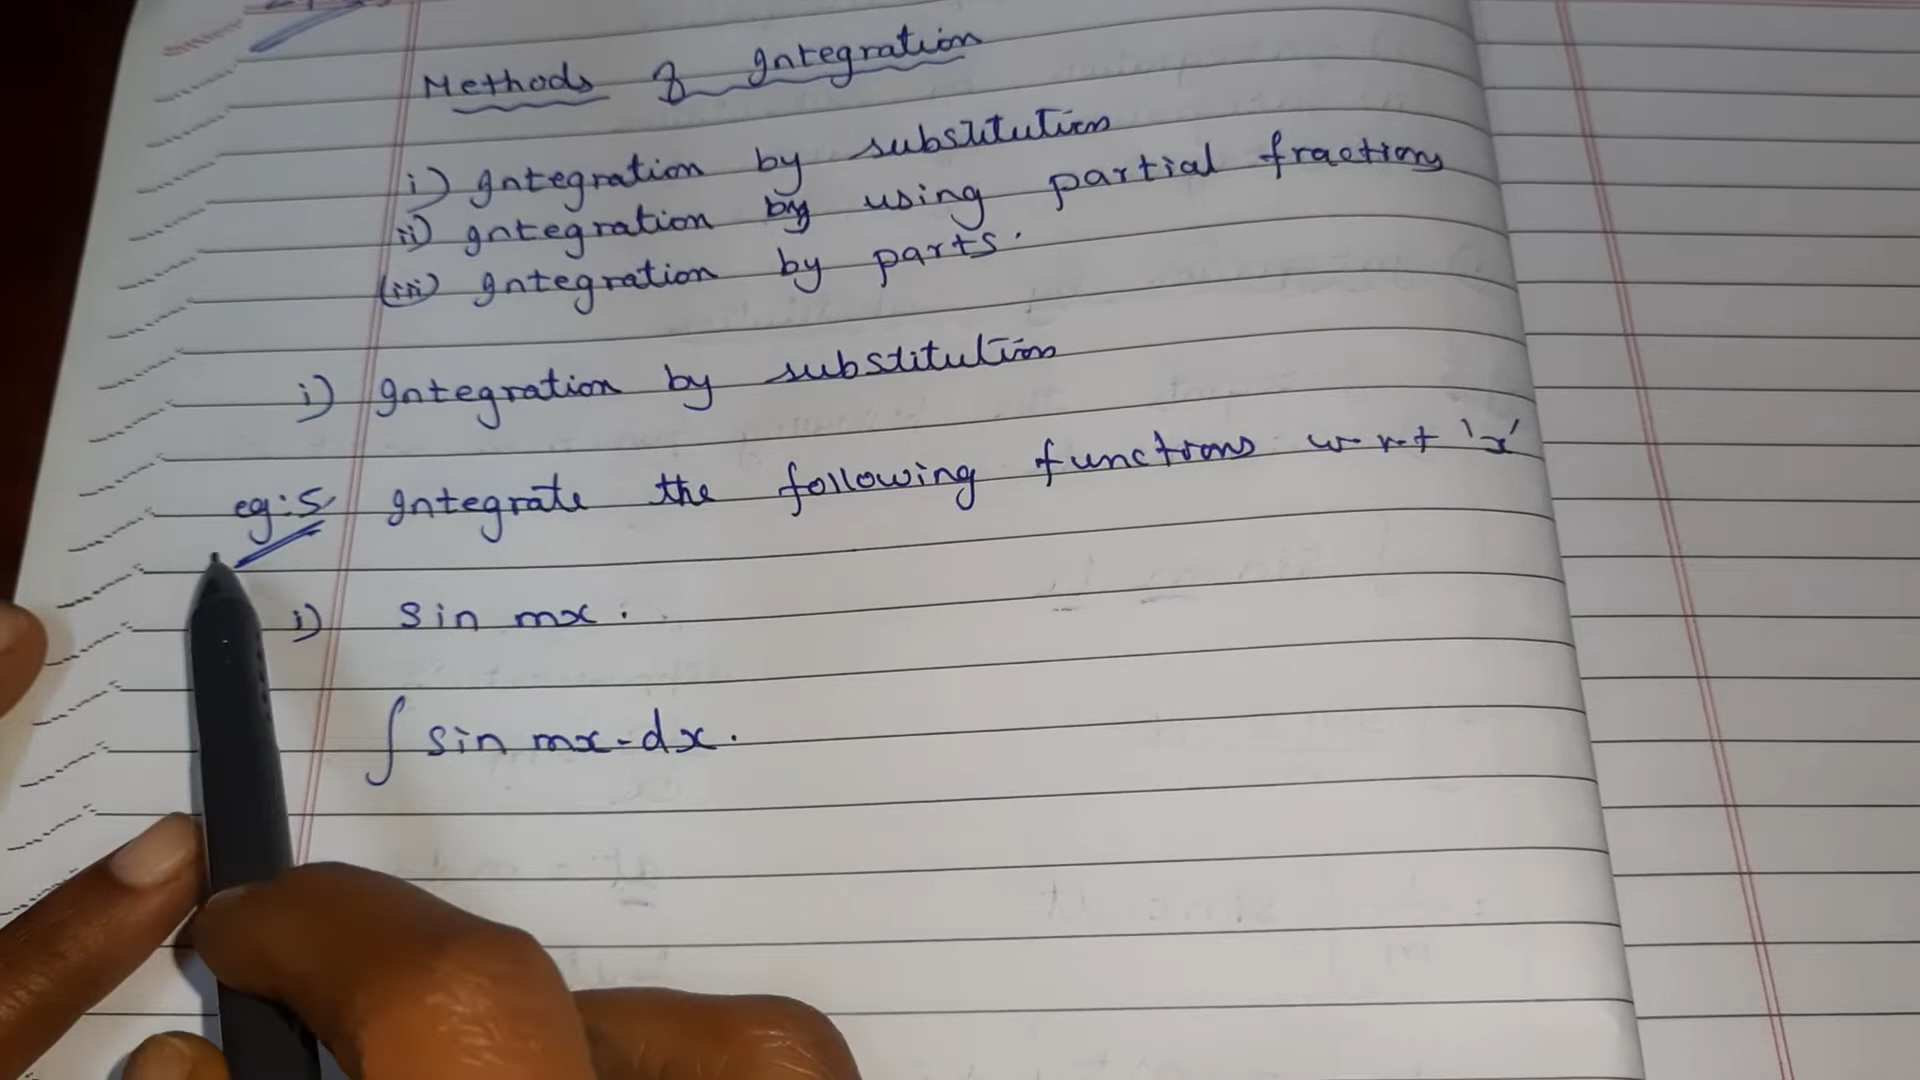 Methods of Integration
i) Integration by substitution
ii) Integration by using partial fractions
(iii) Integration by parts.
i) Integration by substitution
eg:5 Integrate the following functions w.r.t 'x'
i) sin mx.
∫ sin mx-dx.